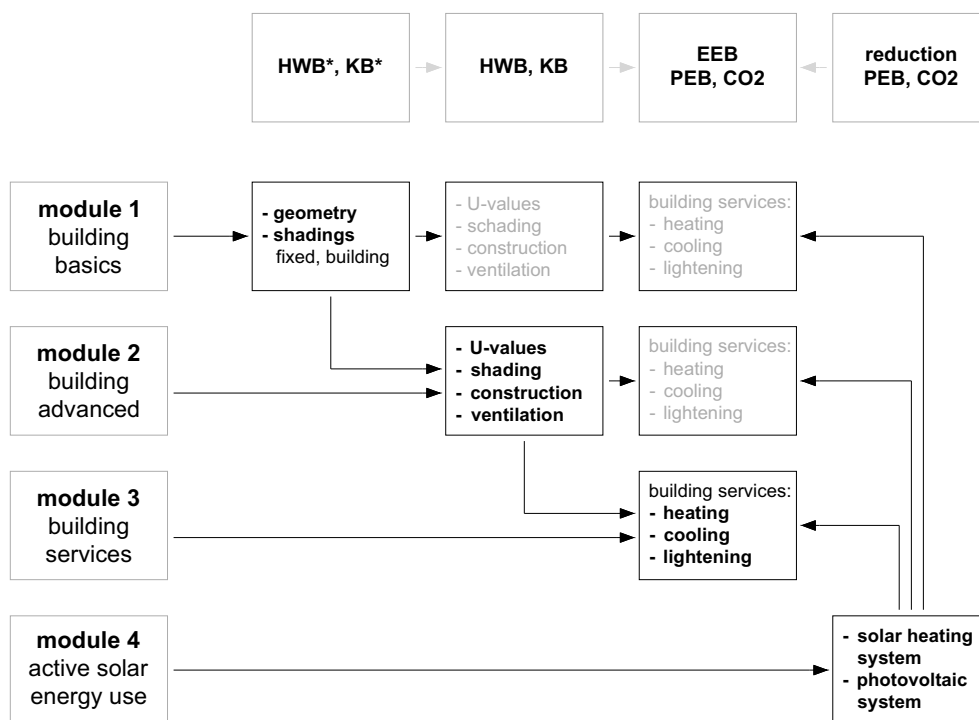 HWB*, KB*
HWB, KB
EEB
PEB, CO2
reduction
PEB, CO2
module 1
building
basics
- geometry
- shadings
fixed, building
- U-values
- schading
- construction
- ventilation
building services:
- heating
- cooling
- lightening
module 2
building
advanced
- U-values
- shading
- construction
- ventilation
building services:
- heating
- cooling
- lightening
module 3
building
services
building services:
- heating
- cooling
- lightening
module 4
active solar
energy use
- solar heating
system
- photovoltaic
system